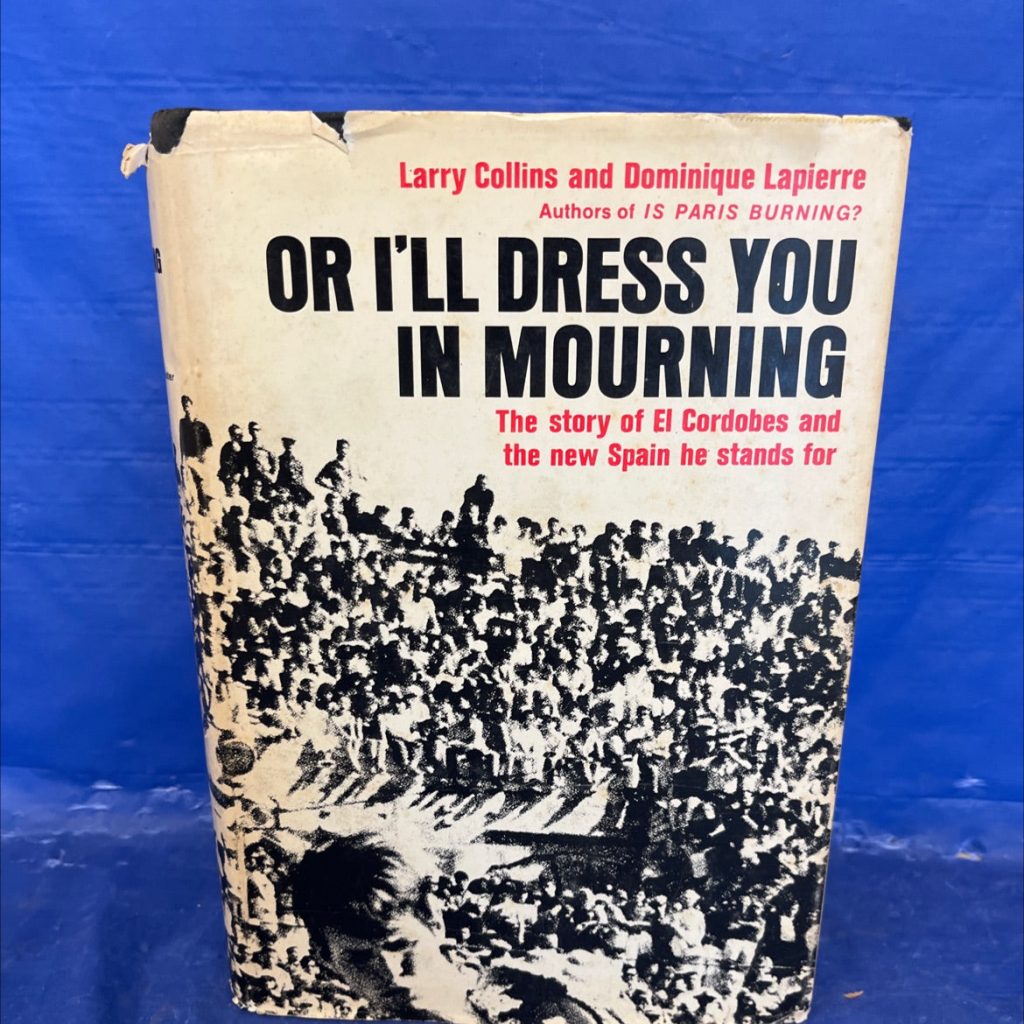 Larry Collins and Dominique Lapierre
Authors of IS PARIS BURNING?
OR I'LL DRESS YOU
IN MOURNING
The story of El Cordobes and
the new Spain he stands for